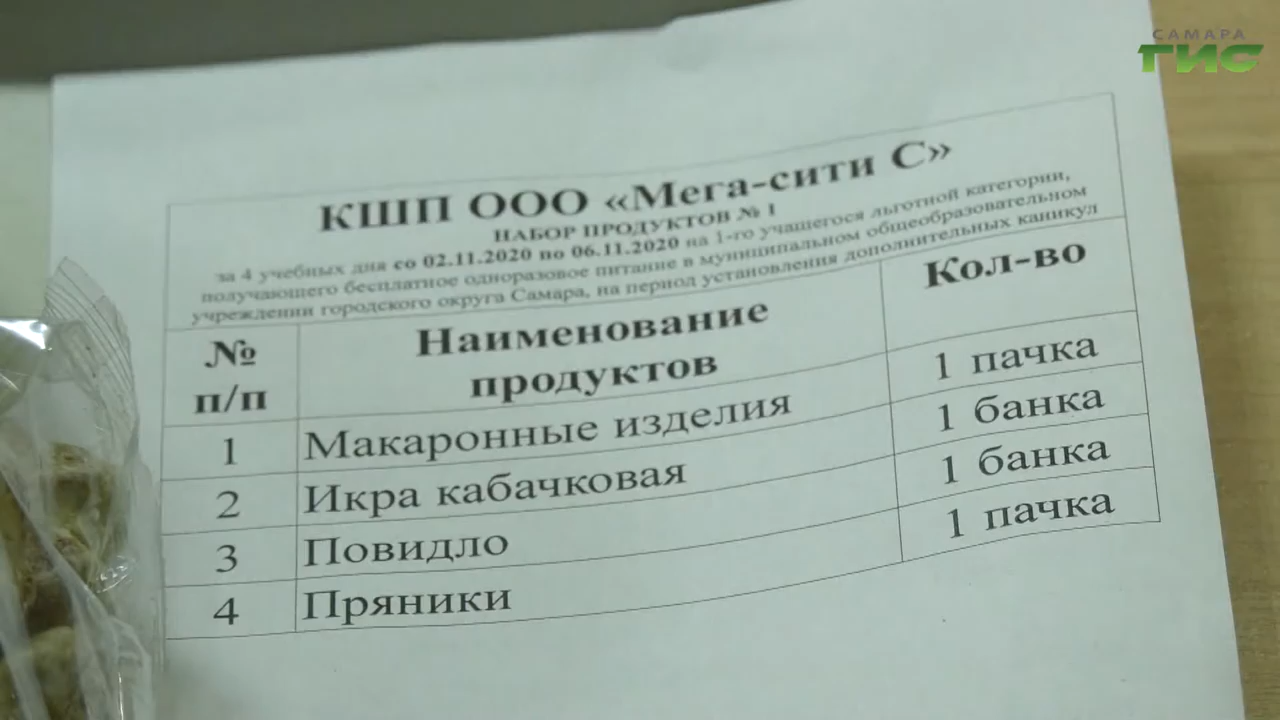 САМАРА
ГИС
КШП ООО «Мега-сити С»
НАБОР ПРОДУКТОВ № 1
за 4 учебных дня со 02.11.2020 по 06.11.2020 на 1-го учащегося льготной категории,
получающего бесплатное одноразовое питание в муниципальном общеобразовательном
учреждении городского округа Самара, на период установления дополнительных каникул
№ п/п Наименование продуктов Кол-во
1 Макаронные изделия 1 пачка
2 Икра кабачковая 1 банка
3 Повидло 1 банка
4 Пряники 1 пачка